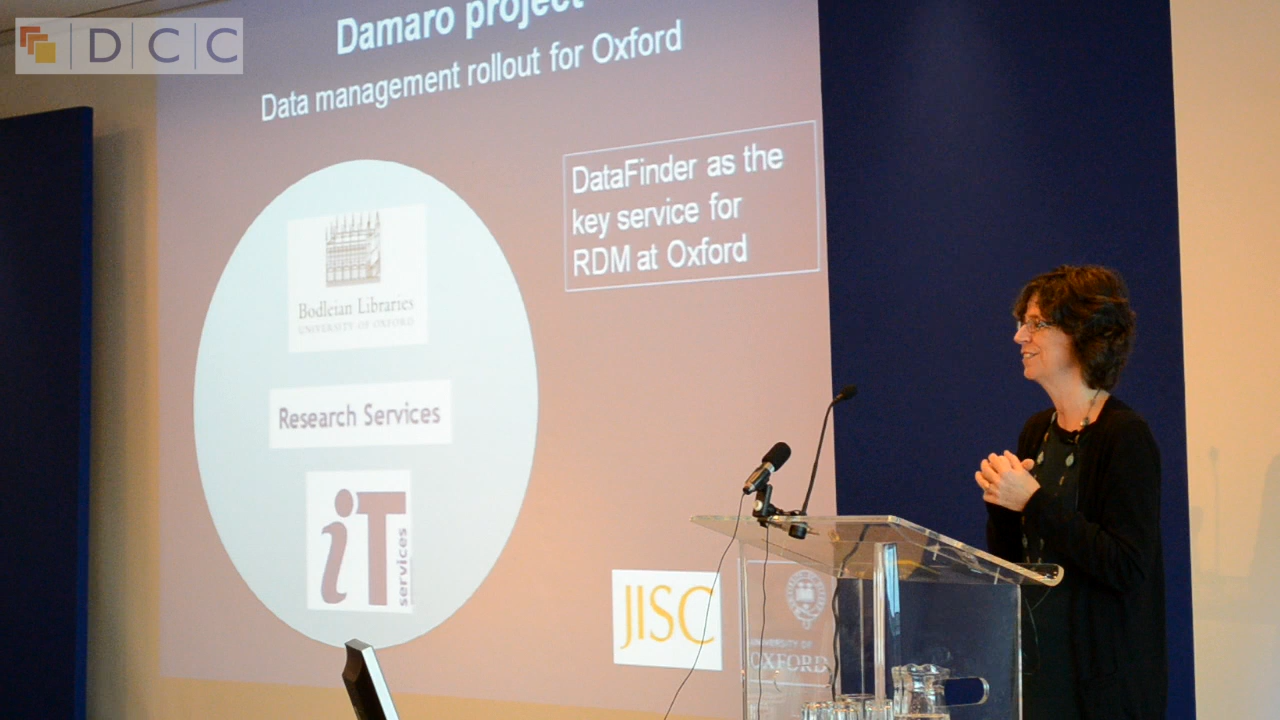 DCC
Damaro project
Data management rollout for Oxford
DataFinder as the
key service for
RDM at Oxford
Bodleian Libraries
UNIVERSITY OF OXFORD
Research Services
iT
services
JISC
UNIVERSITY OF
OXFORD